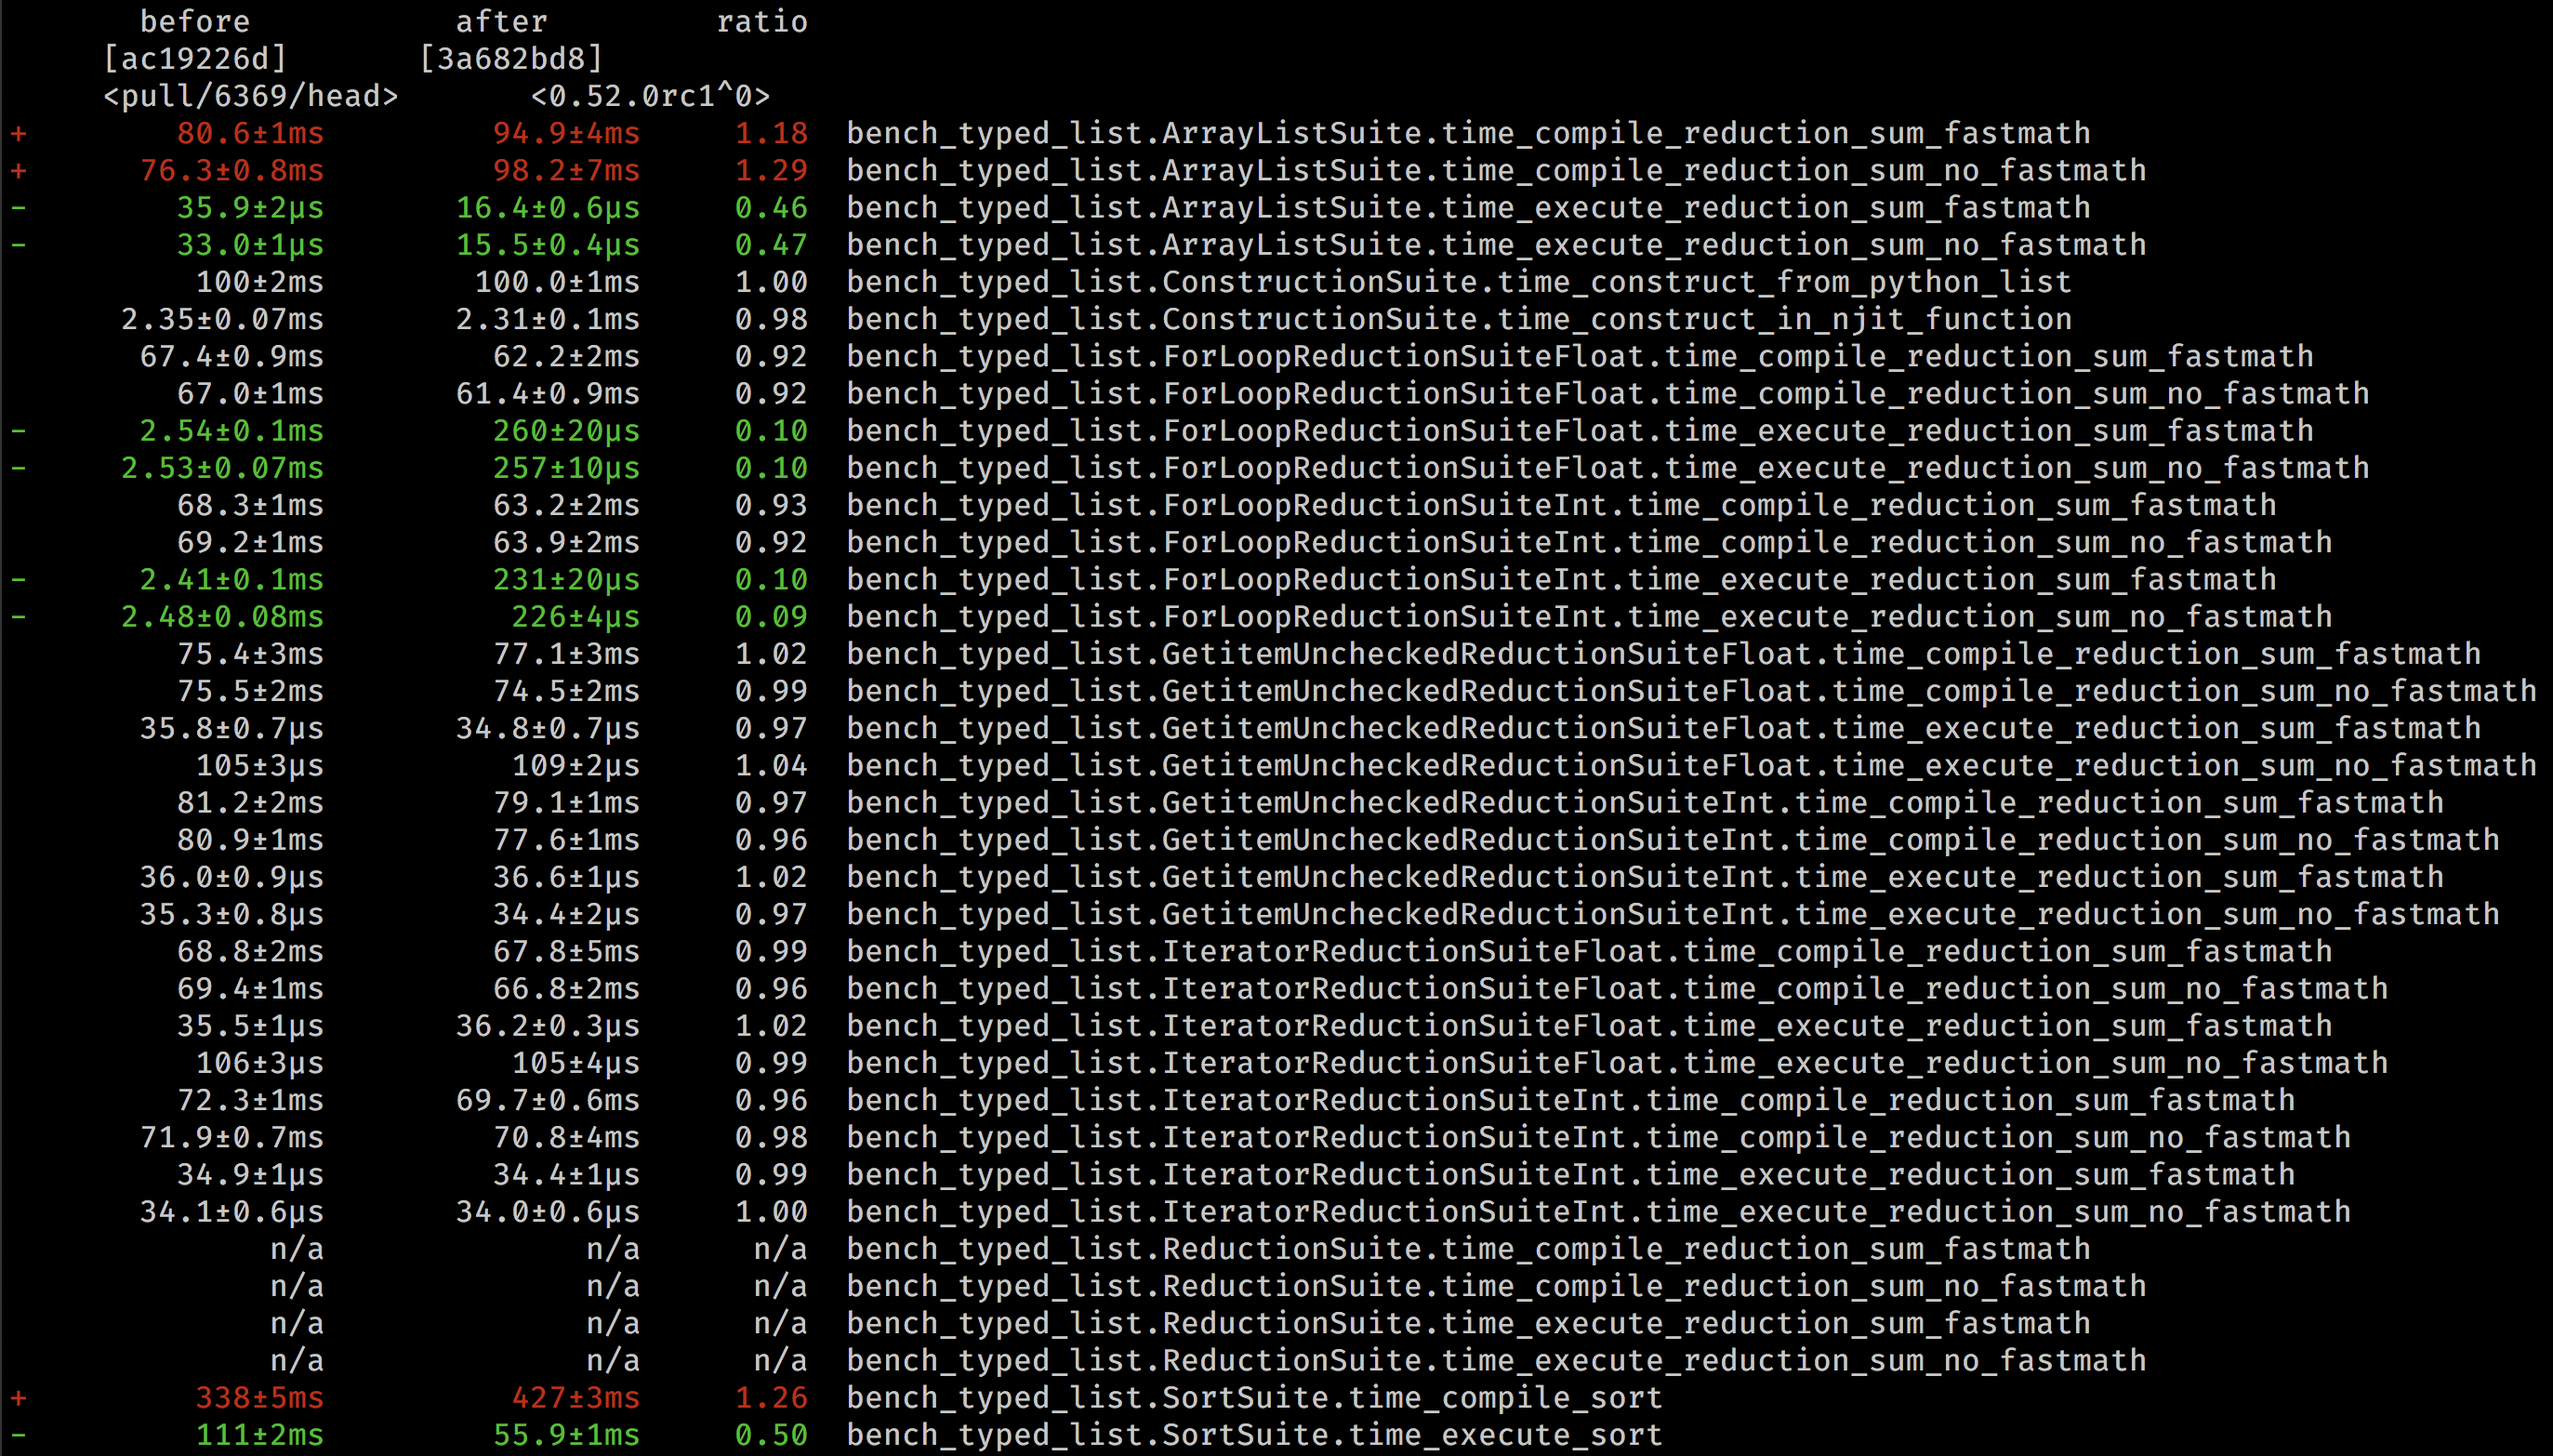 before after ratio
[ac19226d] [3a682bd8]
<pull/6369/head> <0.52.0rc1^0>
+ 80.6±1ms 94.9±4ms 1.18 bench_typed_list.ArrayListSuite.time_compile_reduction_sum_fastmath
+ 76.3±0.8ms 98.2±7ms 1.29 bench_typed_list.ArrayListSuite.time_compile_reduction_sum_no_fastmath
- 35.9±2μs 16.4±0.6μs 0.46 bench_typed_list.ArrayListSuite.time_execute_reduction_sum_fastmath
- 33.0±1μs 15.5±0.4μs 0.47 bench_typed_list.ArrayListSuite.time_execute_reduction_sum_no_fastmath
100±2ms 100.0±1ms 1.00 bench_typed_list.ConstructionSuite.time_construct_from_python_list
2.35±0.07ms 2.31±0.1ms 0.98 bench_typed_list.ConstructionSuite.time_construct_in_njit_function
67.4±0.9ms 62.2±2ms 0.92 bench_typed_list.ForLoopReductionSuiteFloat.time_compile_reduction_sum_fastmath
67.0±1ms 61.4±0.9ms 0.92 bench_typed_list.ForLoopReductionSuiteFloat.time_compile_reduction_sum_no_fastmath
- 2.54±0.1ms 260±20μs 0.10 bench_typed_list.ForLoopReductionSuiteFloat.time_execute_reduction_sum_fastmath
- 2.53±0.07ms 257±10μs 0.10 bench_typed_list.ForLoopReductionSuiteFloat.time_execute_reduction_sum_no_fastmath
68.3±1ms 63.2±2ms 0.93 bench_typed_list.ForLoopReductionSuiteInt.time_compile_reduction_sum_fastmath
69.2±1ms 63.9±2ms 0.92 bench_typed_list.ForLoopReductionSuiteInt.time_compile_reduction_sum_no_fastmath
- 2.41±0.1ms 231±20μs 0.10 bench_typed_list.ForLoopReductionSuiteInt.time_execute_reduction_sum_fastmath
- 2.48±0.08ms 226±4μs 0.09 bench_typed_list.ForLoopReductionSuiteInt.time_execute_reduction_sum_no_fastmath
75.4±3ms 77.1±3ms 1.02 bench_typed_list.GetitemUncheckedReductionSuiteFloat.time_compile_reduction_sum_fastmath
75.5±2ms 74.5±2ms 0.99 bench_typed_list.GetitemUncheckedReductionSuiteFloat.time_compile_reduction_sum_no_fastmath
35.8±0.7μs 34.8±0.7μs 0.97 bench_typed_list.GetitemUncheckedReductionSuiteFloat.time_execute_reduction_sum_fastmath
105±3μs 109±2μs 1.04 bench_typed_list.GetitemUncheckedReductionSuiteFloat.time_execute_reduction_sum_no_fastmath
81.2±2ms 79.1±1ms 0.97 bench_typed_list.GetitemUncheckedReductionSuiteInt.time_compile_reduction_sum_fastmath
80.9±1ms 77.6±1ms 0.96 bench_typed_list.GetitemUncheckedReductionSuiteInt.time_compile_reduction_sum_no_fastmath
36.0±0.9μs 36.6±1μs 1.02 bench_typed_list.GetitemUncheckedReductionSuiteInt.time_execute_reduction_sum_fastmath
35.3±0.8μs 34.4±2μs 0.97 bench_typed_list.GetitemUncheckedReductionSuiteInt.time_execute_reduction_sum_no_fastmath
68.8±2ms 67.8±5ms 0.99 bench_typed_list.IteratorReductionSuiteFloat.time_compile_reduction_sum_fastmath
69.4±1ms 66.8±2ms 0.96 bench_typed_list.IteratorReductionSuiteFloat.time_compile_reduction_sum_no_fastmath
35.5±1μs 36.2±0.3μs 1.02 bench_typed_list.IteratorReductionSuiteFloat.time_execute_reduction_sum_fastmath
106±3μs 105±4μs 0.99 bench_typed_list.IteratorReductionSuiteFloat.time_execute_reduction_sum_no_fastmath
72.3±1ms 69.7±0.6ms 0.96 bench_typed_list.IteratorReductionSuiteInt.time_compile_reduction_sum_fastmath
71.9±0.7ms 70.8±4ms 0.98 bench_typed_list.IteratorReductionSuiteInt.time_compile_reduction_sum_no_fastmath
34.9±1μs 34.4±1μs 0.99 bench_typed_list.IteratorReductionSuiteInt.time_execute_reduction_sum_fastmath
34.1±0.6μs 34.0±0.6μs 1.00 bench_typed_list.IteratorReductionSuiteInt.time_execute_reduction_sum_no_fastmath
n/a n/a n/a bench_typed_list.ReductionSuite.time_compile_reduction_sum_fastmath
n/a n/a n/a bench_typed_list.ReductionSuite.time_compile_reduction_sum_no_fastmath
n/a n/a n/a bench_typed_list.ReductionSuite.time_execute_reduction_sum_fastmath
n/a n/a n/a bench_typed_list.ReductionSuite.time_execute_reduction_sum_no_fastmath
+ 338±5ms 427±3ms 1.26 bench_typed_list.SortSuite.time_compile_sort
- 111±2ms 55.9±1ms 0.50 bench_typed_list.SortSuite.time_execute_sort